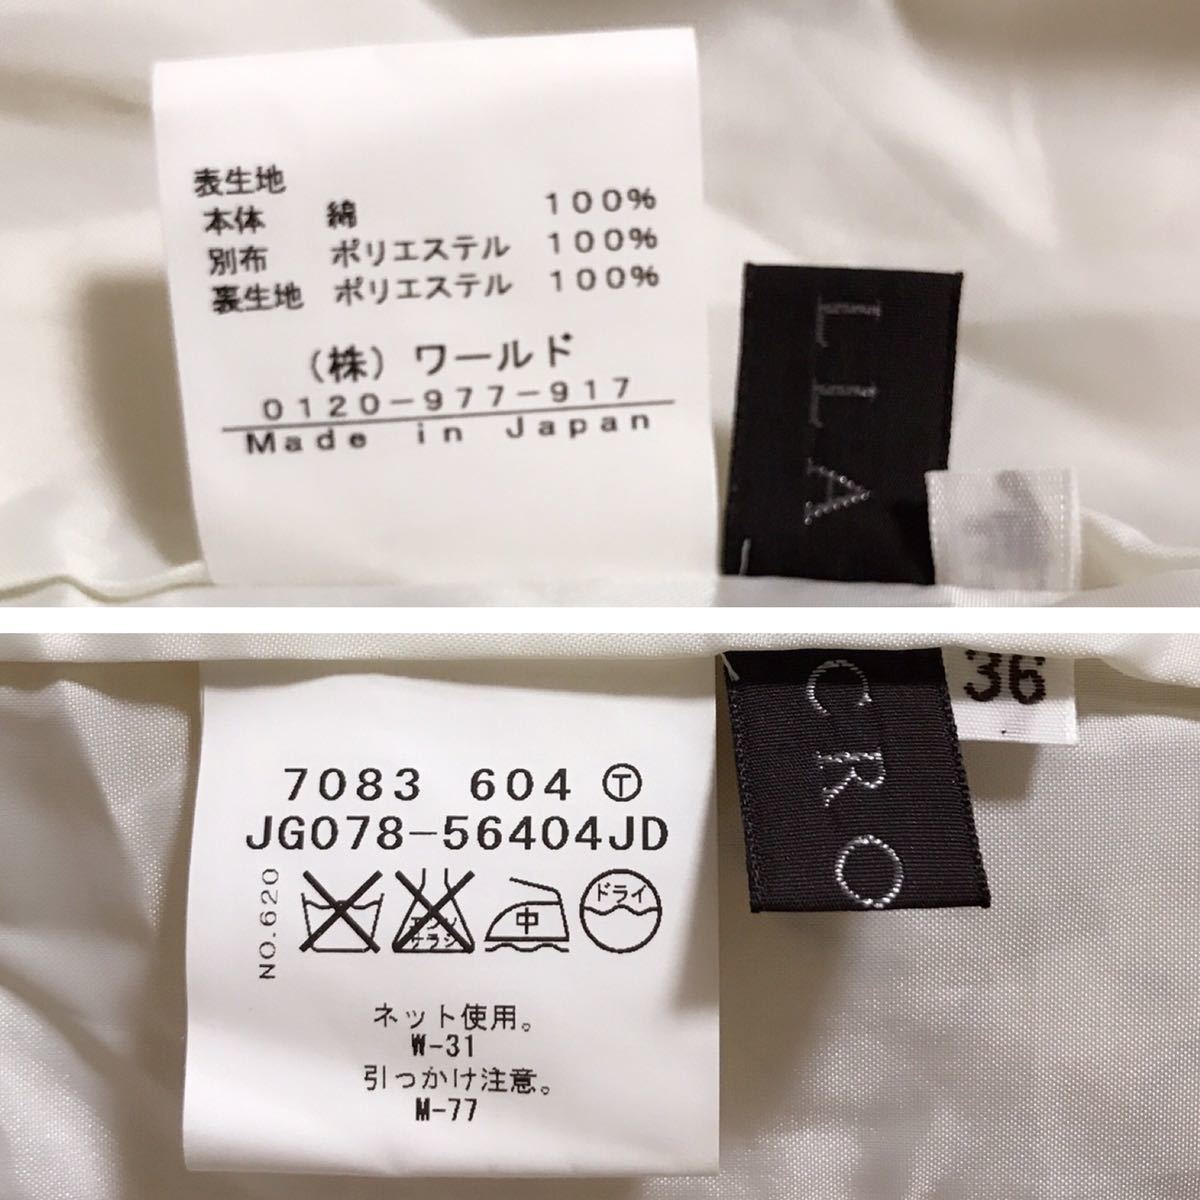 表生地
本体 綿 100%
別布 ポリエステル 100%
裏生地 ポリエステル 100%
(株)ワールド
0120-977-917
Made in Japan
LLA
7083 604 Ⓣ
JG078-56404JD
NO.620
エンソ
サラシ
中
ドライ
ネット使用。
W-31
引っかけ注意。
M-77
CRO
36